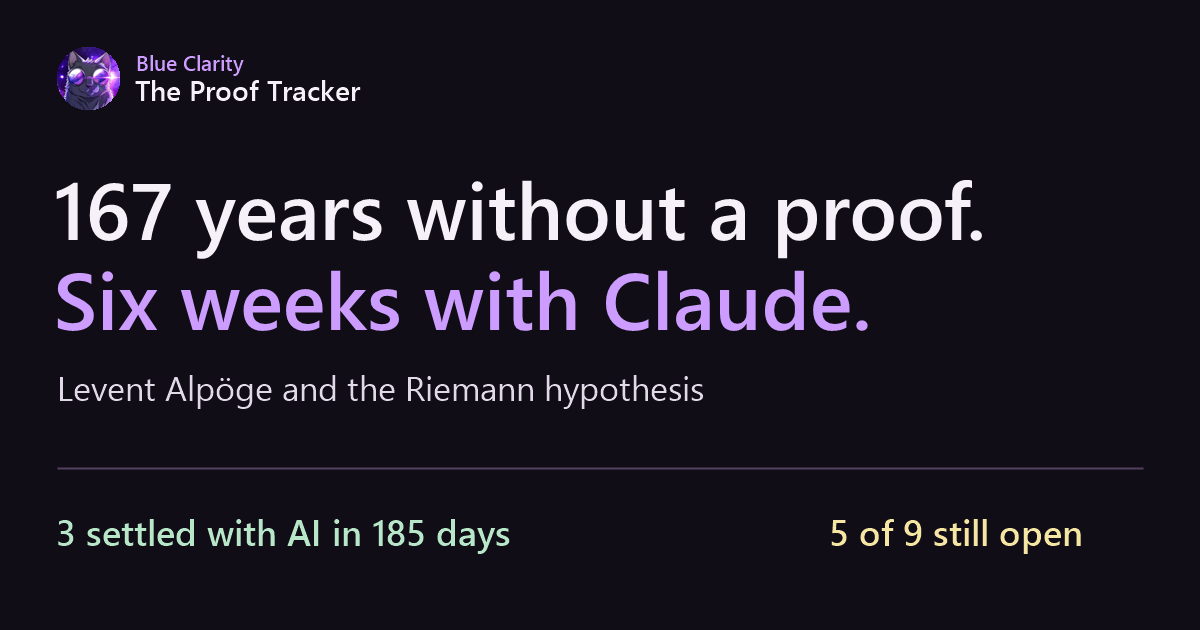 Blue Clarity
The Proof Tracker
167 years without a proof.
Six weeks with Claude.
Levent Alpöge and the Riemann hypothesis
3 settled with AI in 185 days
5 of 9 still open